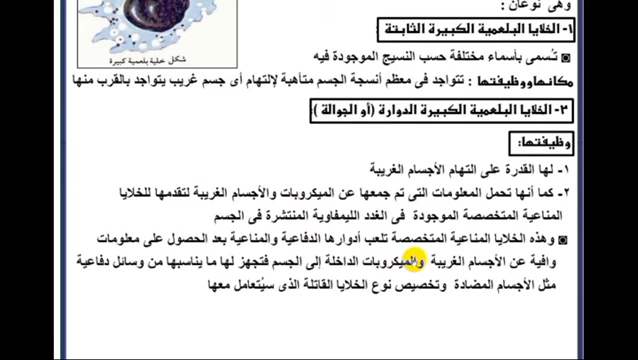 وهى نوعان :
شكل خلية بلعمية كبيرة
١- الخلايا البلعمية الكبيرة الثابتة :
◙ تُسمى بأسماء مختلفة حسب النسيج الموجودة فيه
مكانها ووظيفتها : تتواجد فى معظم أنسجة الجسم متأهبة لإلتهام أى جسم غريب يتواجد بالقرب منها
٢- الخلايا البلعمية الكبيرة الدوارة (أو الجوالة ) :
وظيفتها :
١- لها القدرة على التهام الأجسام الغريبة
٢- كما أنها تحمل المعلومات التى تم جمعها عن الميكروبات والأجسام الغريبة لتقدمها للخلايا
المناعية المتخصصة الموجودة فى الغدد الليمفاوية المنتشرة فى الجسم
◙ وهذه الخلايا المناعية المتخصصة تلعب أدوارها الدفاعية والمناعية بعد الحصول على معلومات
وافية عن الأجسام الغريبة والميكروبات الداخلة إلى الجسم فتجهز لها ما يناسبها من وسائل دفاعية
مثل الأجسام المضادة وتخصيص نوع الخلايا القاتلة الذى سيُتعامل معها